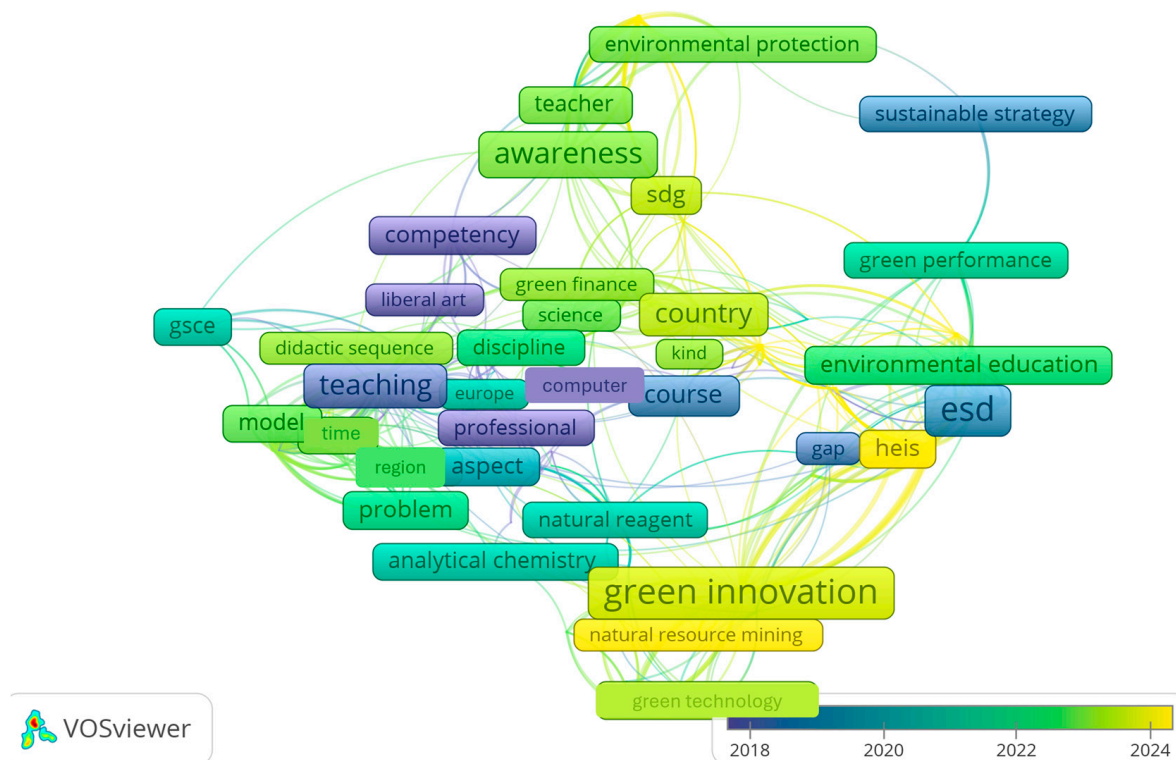 environmental protection
teacher
sustainable strategy
awareness
sdg
competency
green performance
liberal art
green finance
country
gsce
science
didactic sequence
discipline
kind
environmental education
teaching
europe
computer
course
esd
model
time
professional
gap
heis
region
aspect
problem
natural reagent
analytical chemistry
green innovation
natural resource mining
green technology
VOSviewer
2018
2020
2022
2024